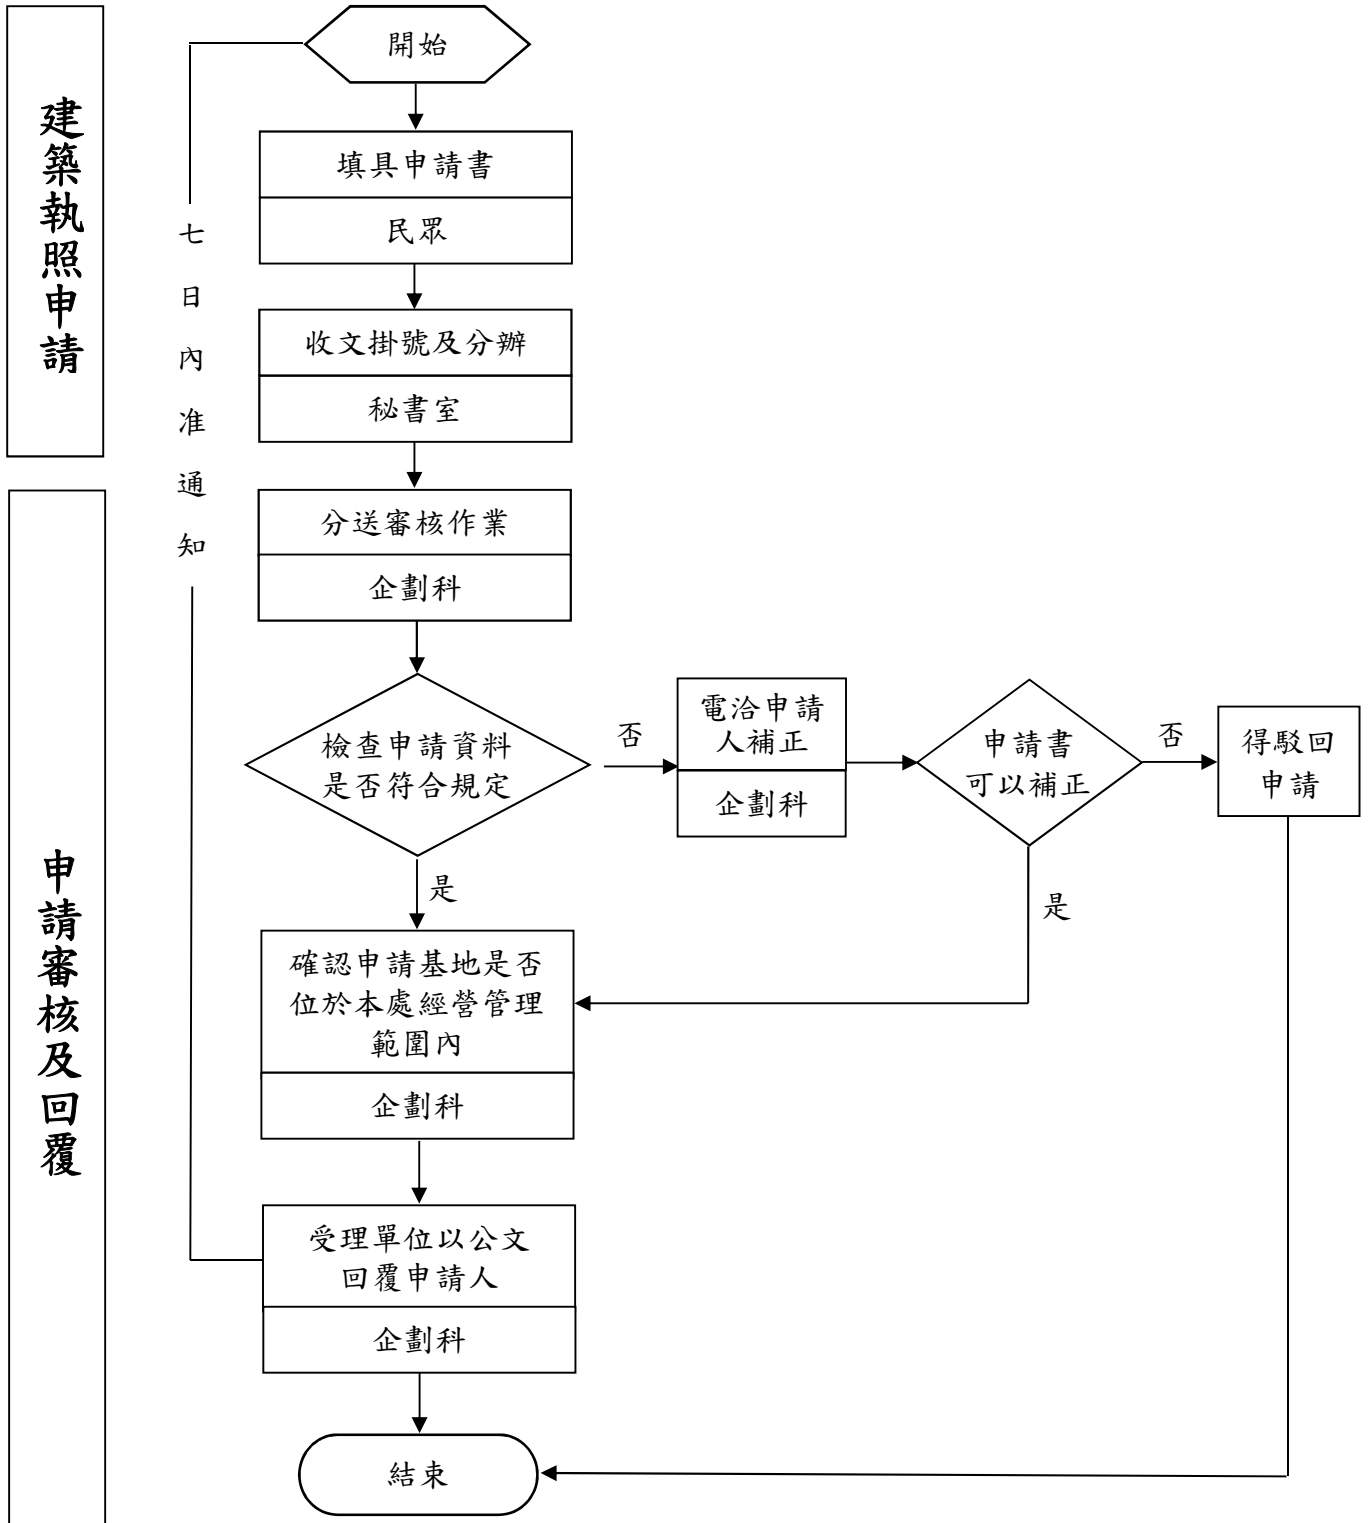 建築執照申請
申請審核及回覆
七日內准通知
開始
填具申請書
民眾
收文掛號及分辦
秘書室
分送審核作業
企劃科
檢查申請資料
是否符合規定
否
電洽申請
人補正
企劃科
申請書
可以補正
否
得駁回
申請
是
是
確認申請基地是否
位於本處經營管理
範圍內
企劃科
受理單位以公文
回覆申請人
企劃科
結束